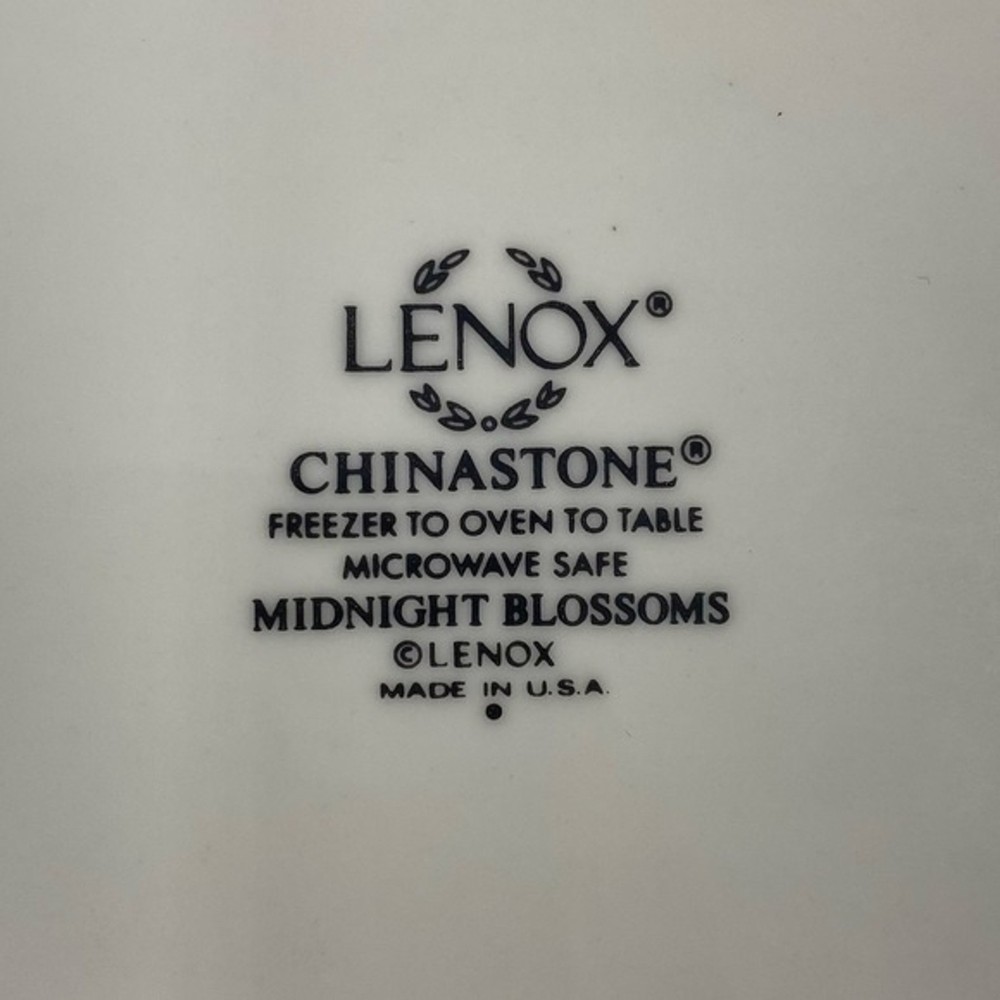 LENOX®
CHINASTONE®
FREEZER TO OVEN TO TABLE
MICROWAVE SAFE
MIDNIGHT BLOSSOMS
©LENOX
MADE IN U.S.A.